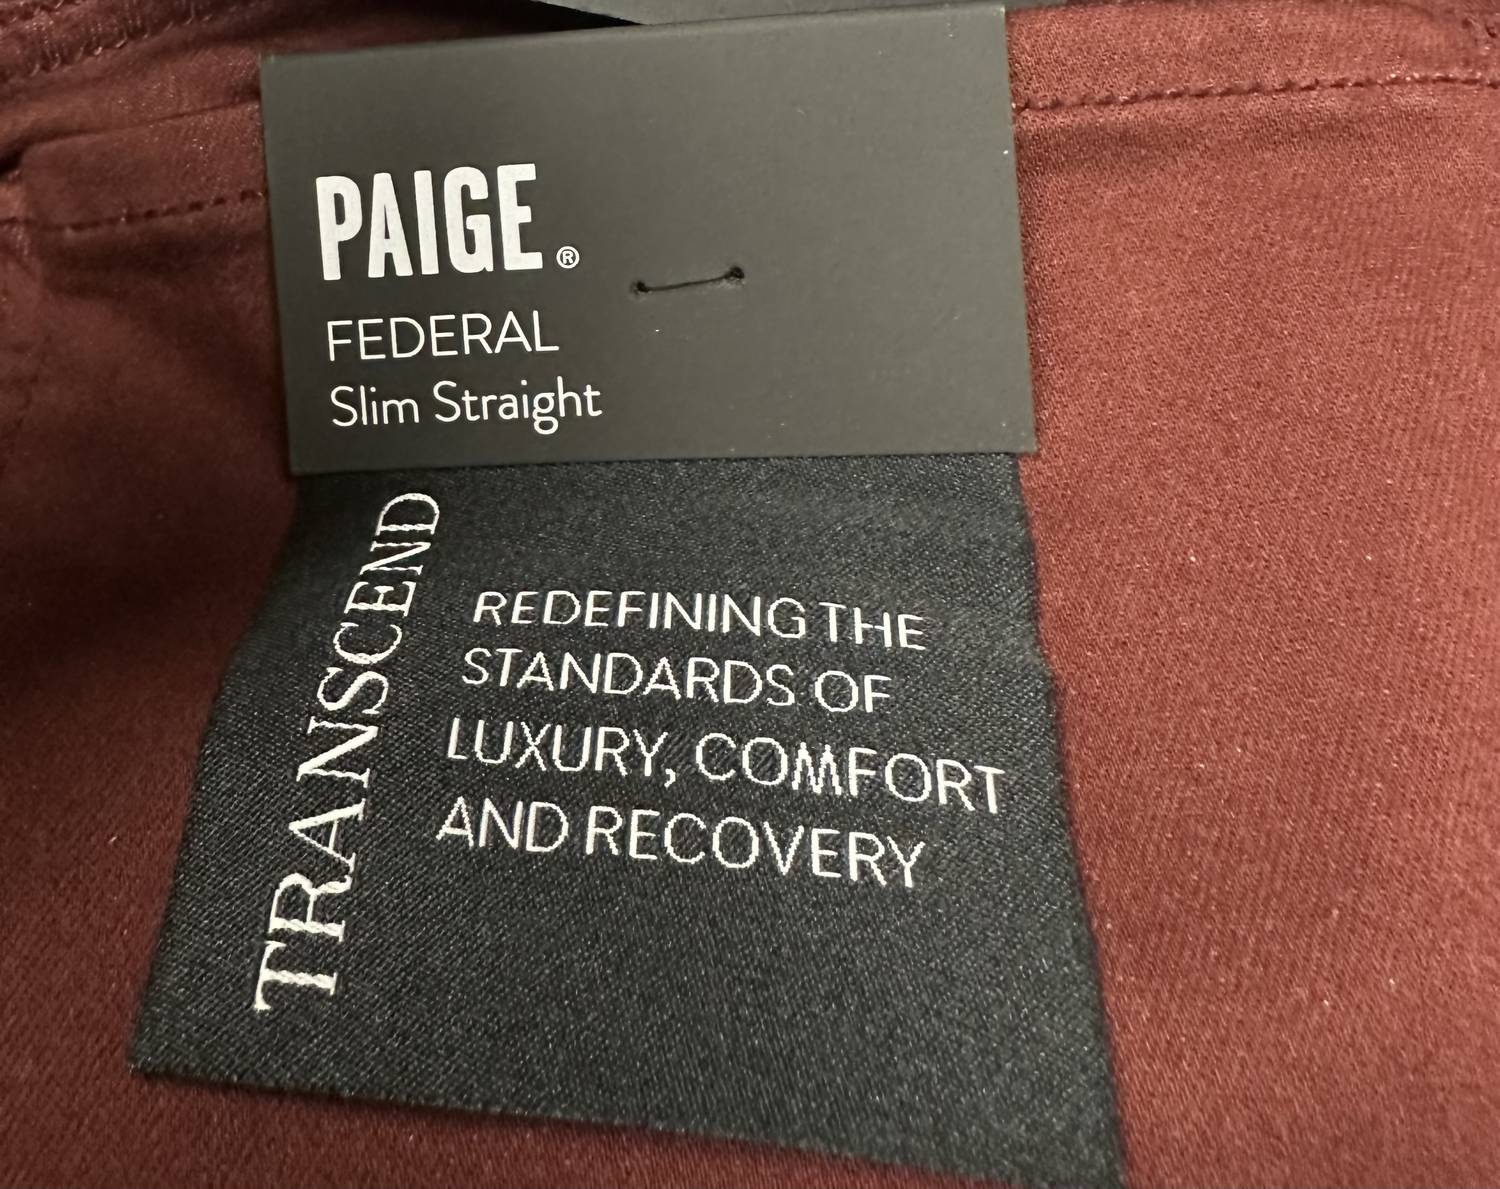 PAIGE®
FEDERAL
Slim Straight
TRANSCEND
REDEFINING THE
STANDARDS OF
LUXURY, COMFORT
AND RECOVERY